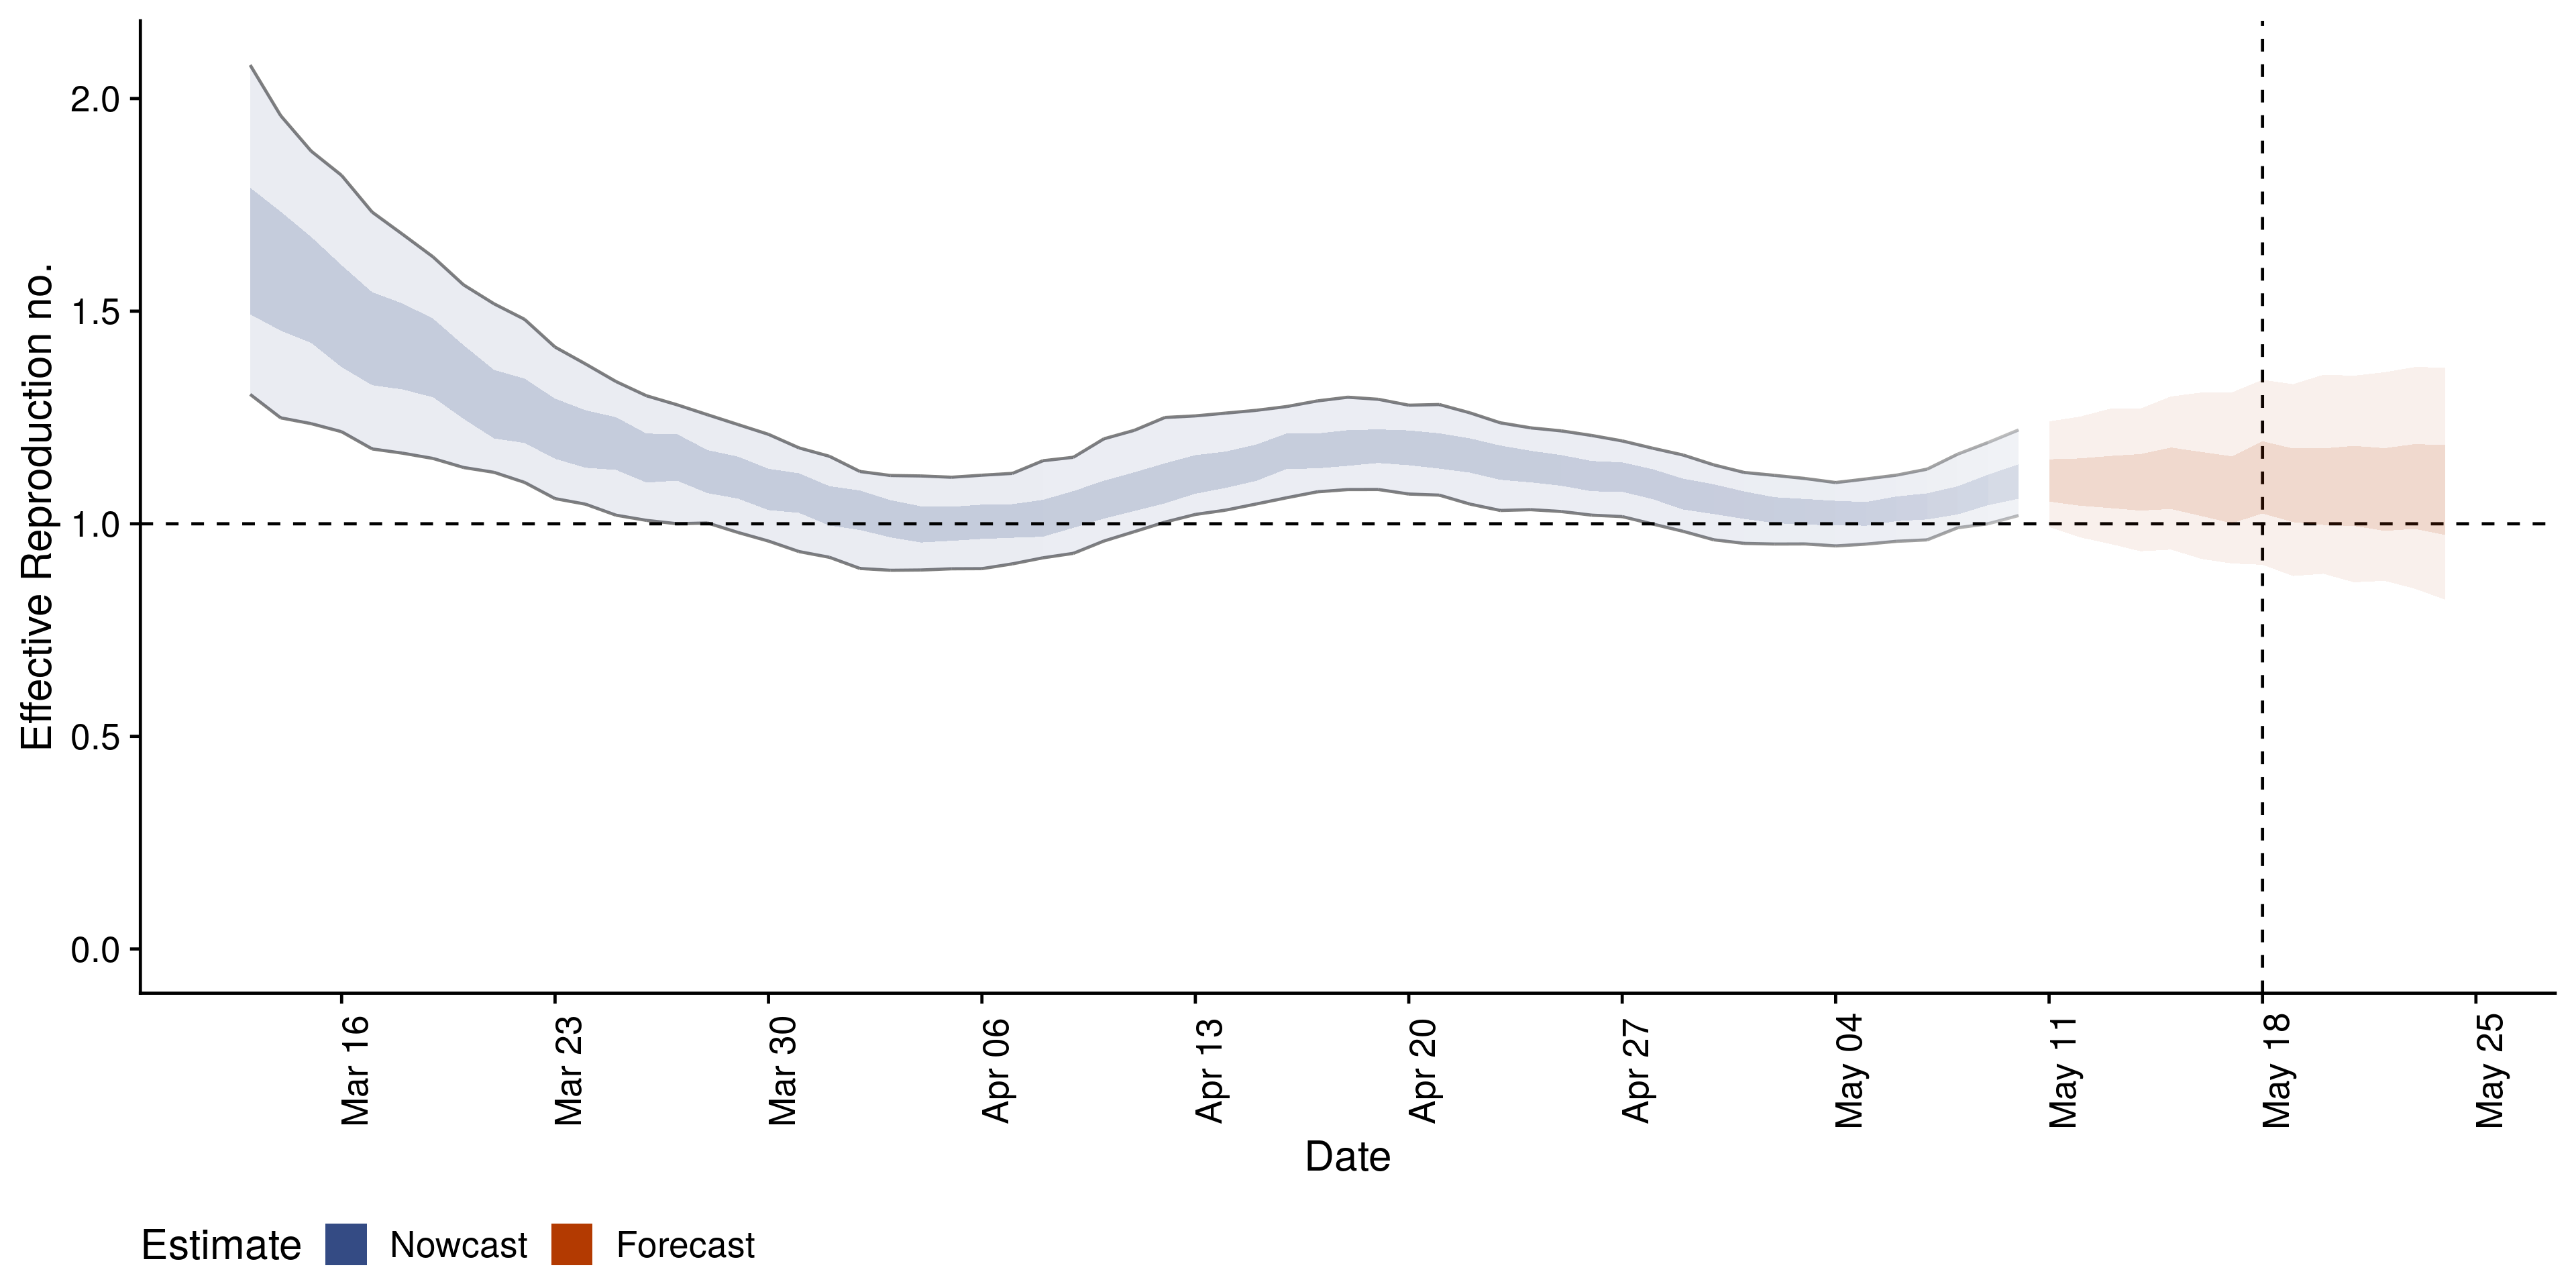 Effective Reproduction no.
2.0
1.5
1.0
0.5
0.0
Mar 16
Mar 23
Mar 30
Apr 06
Apr 13
Apr 20
Apr 27
May 04
May 11
May 18
May 25
Date
Estimate Nowcast Forecast